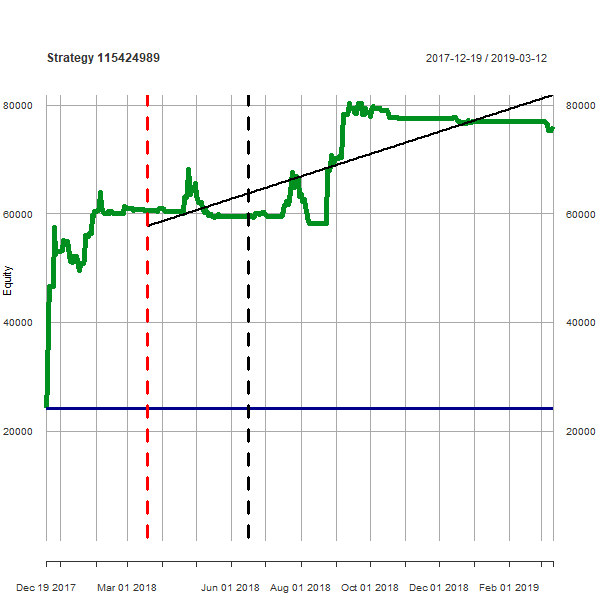 Strategy 115424989 2017-12-19 / 2019-03-12
80000 80000
60000 60000
Equity
40000 40000
20000 20000
Dec 19 2017 Mar 01 2018 Jun 01 2018 Aug 01 2018 Oct 01 2018 Dec 01 2018 Feb 01 2019